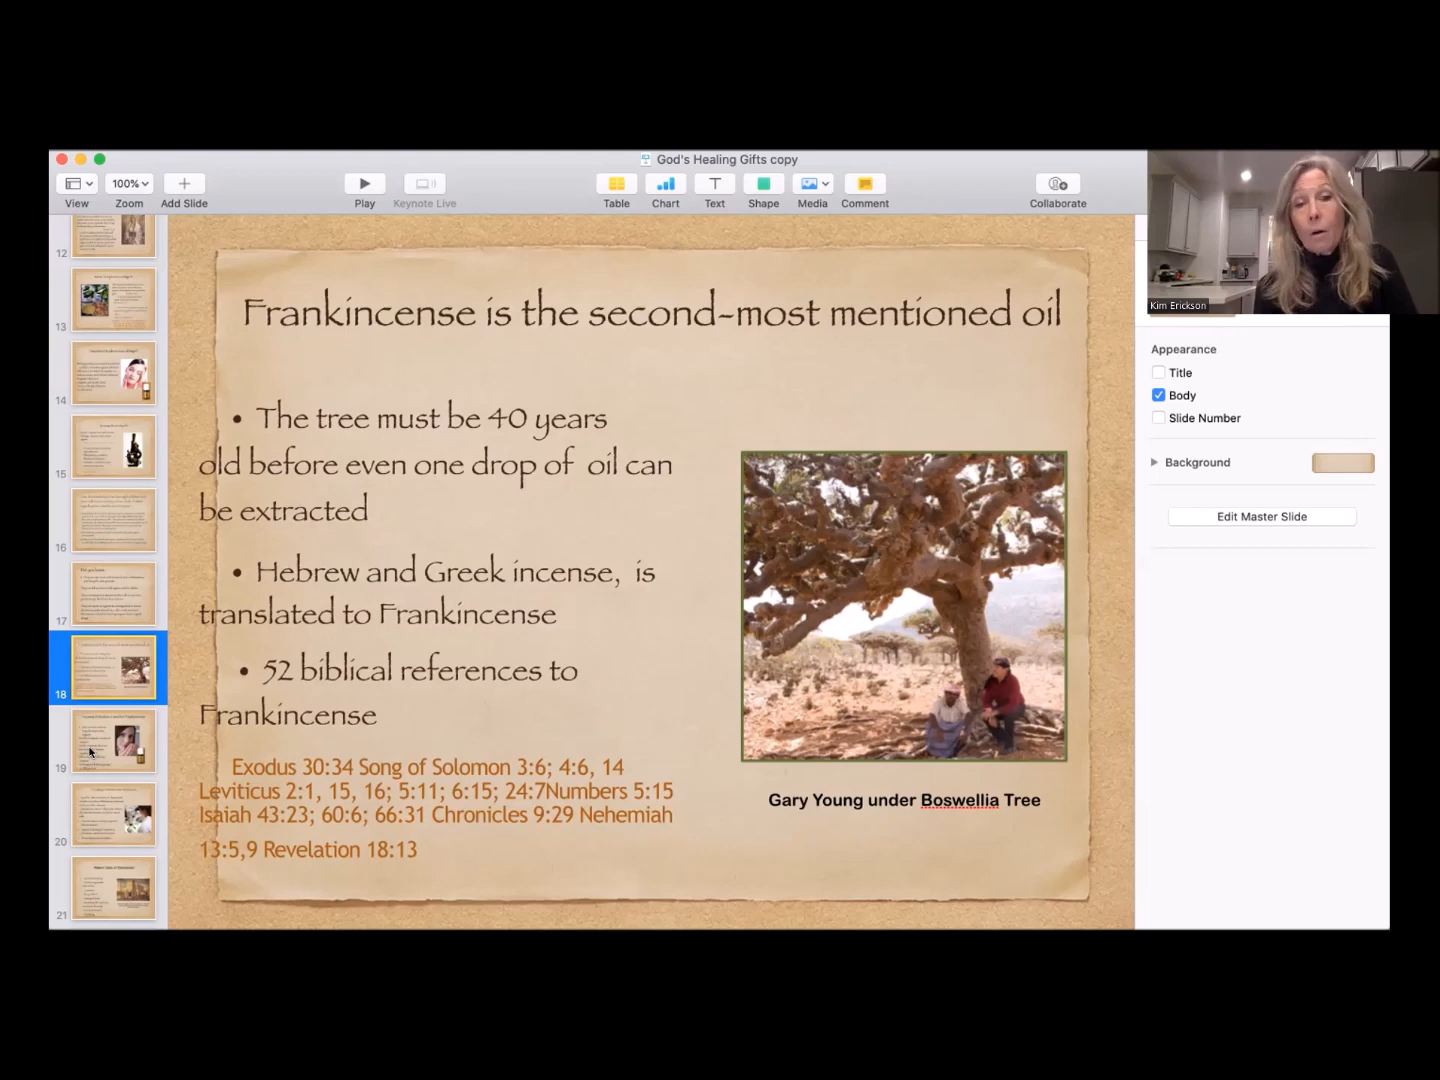 God's Healing Gifts copy
100%
View
Zoom
Add Slide
Play
Keynote Live
Table
Chart
Text
Shape
Media
Comment
Collaborate
Kim Erickson
12
13
14
15
16
17
18
19
20
21
Frankincense is the second-most mentioned oil
• The tree must be 40 years
old before even one drop of oil can
be extracted
• Hebrew and Greek incense, is
translated to Frankincense
• 52 biblical references to
Frankincense
Exodus 30:34 Song of Solomon 3:6; 4:6, 14
Leviticus 2:1, 15, 16; 5:11; 6:15; 24:7Numbers 5:15
Isaiah 43:23; 60:6; 66:31 Chronicles 9:29 Nehemiah
13:5,9 Revelation 18:13
Gary Young under Boswellia Tree
Appearance
Title
Body
Slide Number
Background
Edit Master Slide